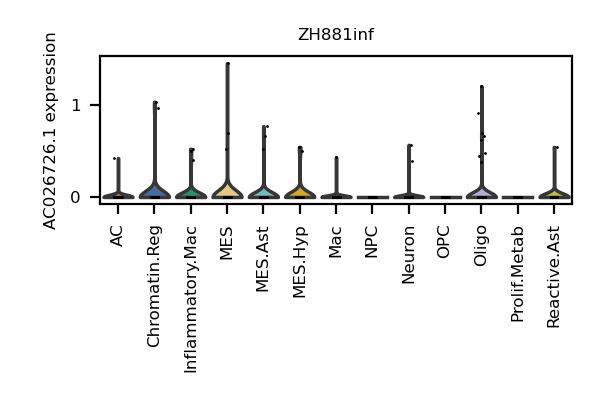 ZH881inf
AC026726.1 expression
1
0
AC
Chromatin.Reg
Inflammatory.Mac
MES
MES.Ast
MES.Hyp
Mac
NPC
Neuron
OPC
Oligo
Prolif.Metab
Reactive.Ast